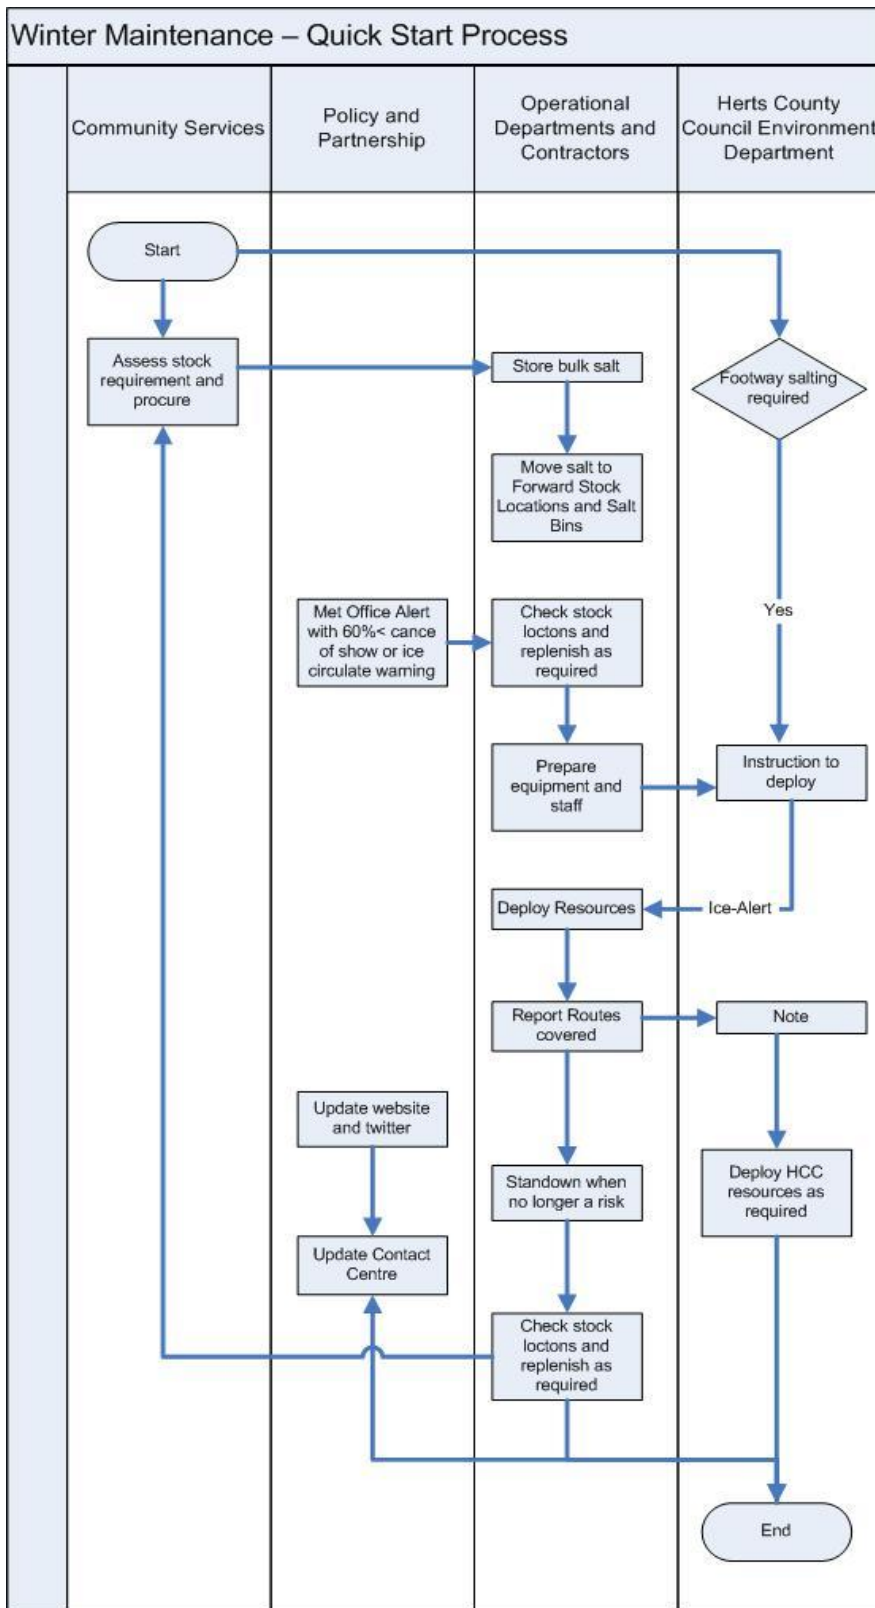 Winter Maintenance – Quick Start Process
Community Services
Policy and
Partnership
Operational
Departments and
Contractors
Herts County
Council Environment
Department
Start
Assess stock
requirement and
procure
Store bulk salt
Footway salting
required
Move salt to
Forward Stock
Locations and Salt
Bins
Met Office Alert
with 60%< cance
of show or ice
circulate warning
Check stock
loctons and
replenish as
required
Yes
Prepare
equipment and
staff
Instruction to
deploy
Deploy Resources
Ice-Alert
Report Routes
covered
Note
Update website
and twitter
Standown when
no longer a risk
Deploy HCC
resources as
required
Update Contact
Centre
Check stock
loctons and
replenish as
required
End